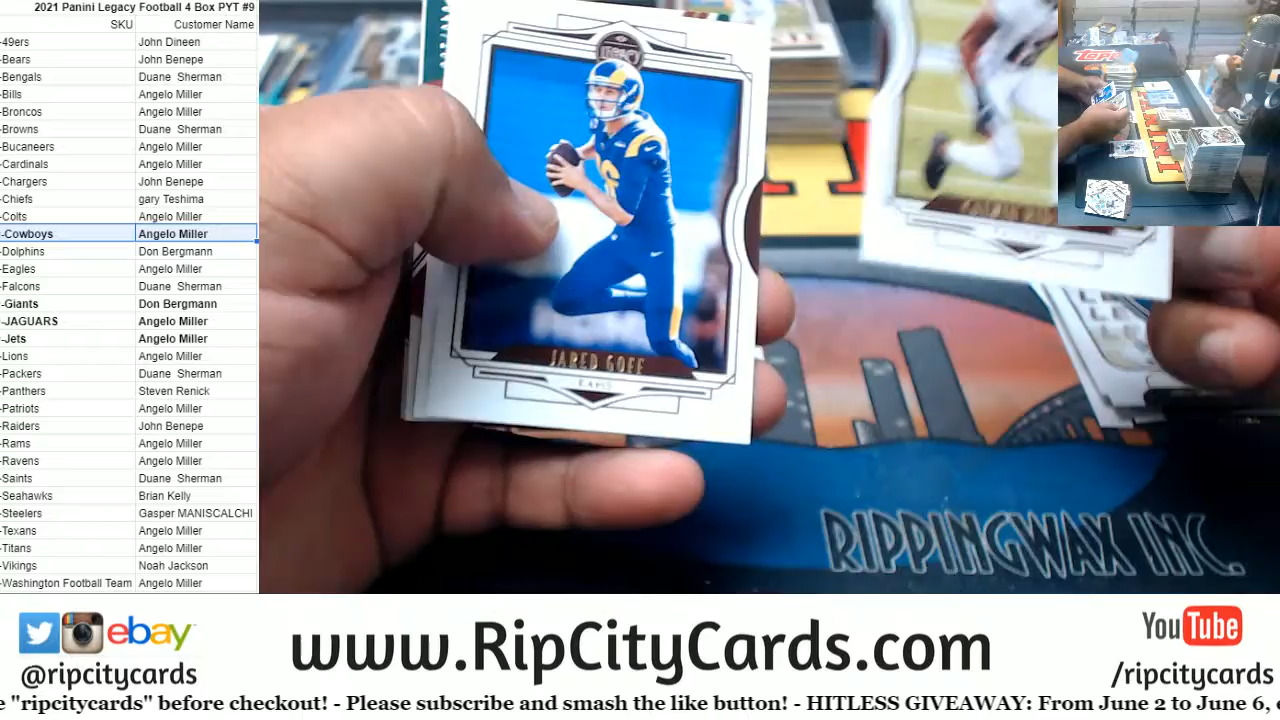 2021 Panini Legacy Football 4 Box PYT #9
SKU Customer Name
-49ers John Dineen
-Bears John Benepe
-Bengals Duane Sherman
-Bills Angelo Miller
-Broncos Angelo Miller
-Browns Duane Sherman
-Bucaneers Angelo Miller
-Cardinals Angelo Miller
-Chargers John Benepe
-Chiefs gary Teshima
-Colts Angelo Miller
-Cowboys Angelo Miller
-Dolphins Don Bergmann
-Eagles Angelo Miller
-Falcons Duane Sherman
-Giants Don Bergmann
-JAGUARS Angelo Miller
-Jets Angelo Miller
-Lions Angelo Miller
-Packers Duane Sherman
-Panthers Steven Renick
-Patriots Angelo Miller
-Raiders John Benepe
-Rams Angelo Miller
-Ravens Angelo Miller
-Saints Duane Sherman
-Seahawks Brian Kelly
-Steelers Gasper MANISCALCHI
-Texans Angelo Miller
-Titans Angelo Miller
-Vikings Noah Jackson
-Washington Football Team Angelo Miller
LEGACY
JARED GOFF
RAMS
Topps
PANINI
RIPPINGWAX INC.
ebay
@ripcitycards
www.RipCityCards.com
YouTube
/ripcitycards
e "ripcitycards" before checkout! - Please subscribe and smash the like button! - HITLESS GIVEAWAY: From June 2 to June 6,